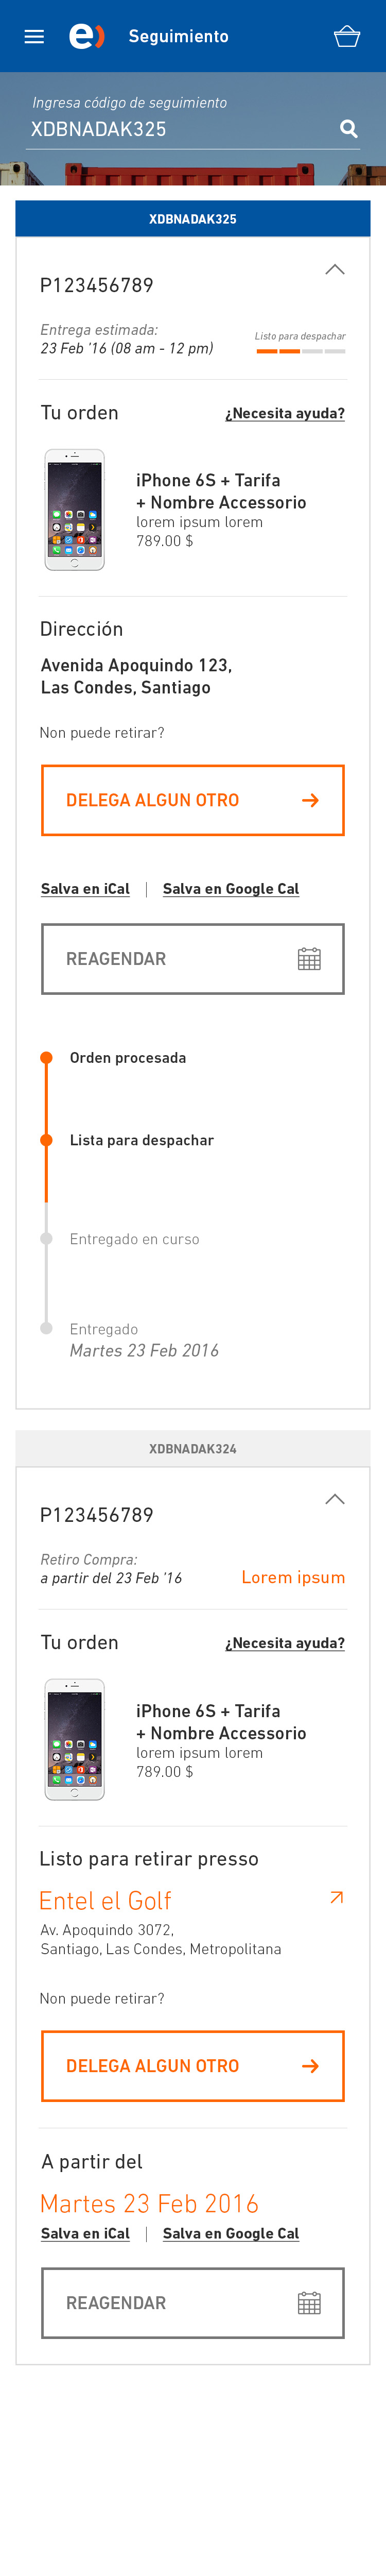 Seguimiento
Ingresa código de seguimiento
XDBNADAK325
XDBNADAK325
P123456789
Entrega estimada:
23 Feb '16 (08 am - 12 pm)
Listo para despachar
Tu orden
¿Necesita ayuda?
iPhone 6S + Tarifa
+ Nombre Accessorio
lorem ipsum lorem
789.00 $
Dirección
Avenida Apoquindo 123,
Las Condes, Santiago
Non puede retirar?
DELEGA ALGUN OTRO
Salva en iCal | Salva en Google Cal
REAGENDAR
Orden procesada
Lista para despachar
Entregado en curso
Entregado
Martes 23 Feb 2016
XDBNADAK324
P123456789
Retiro Compra:
a partir del 23 Feb '16
Lorem ipsum
Tu orden
¿Necesita ayuda?
iPhone 6S + Tarifa
+ Nombre Accessorio
lorem ipsum lorem
789.00 $
Listo para retirar presso
Entel el Golf
Av. Apoquindo 3072,
Santiago, Las Condes, Metropolitana
Non puede retirar?
DELEGA ALGUN OTRO
A partir del
Martes 23 Feb 2016
Salva en iCal | Salva en Google Cal
REAGENDAR